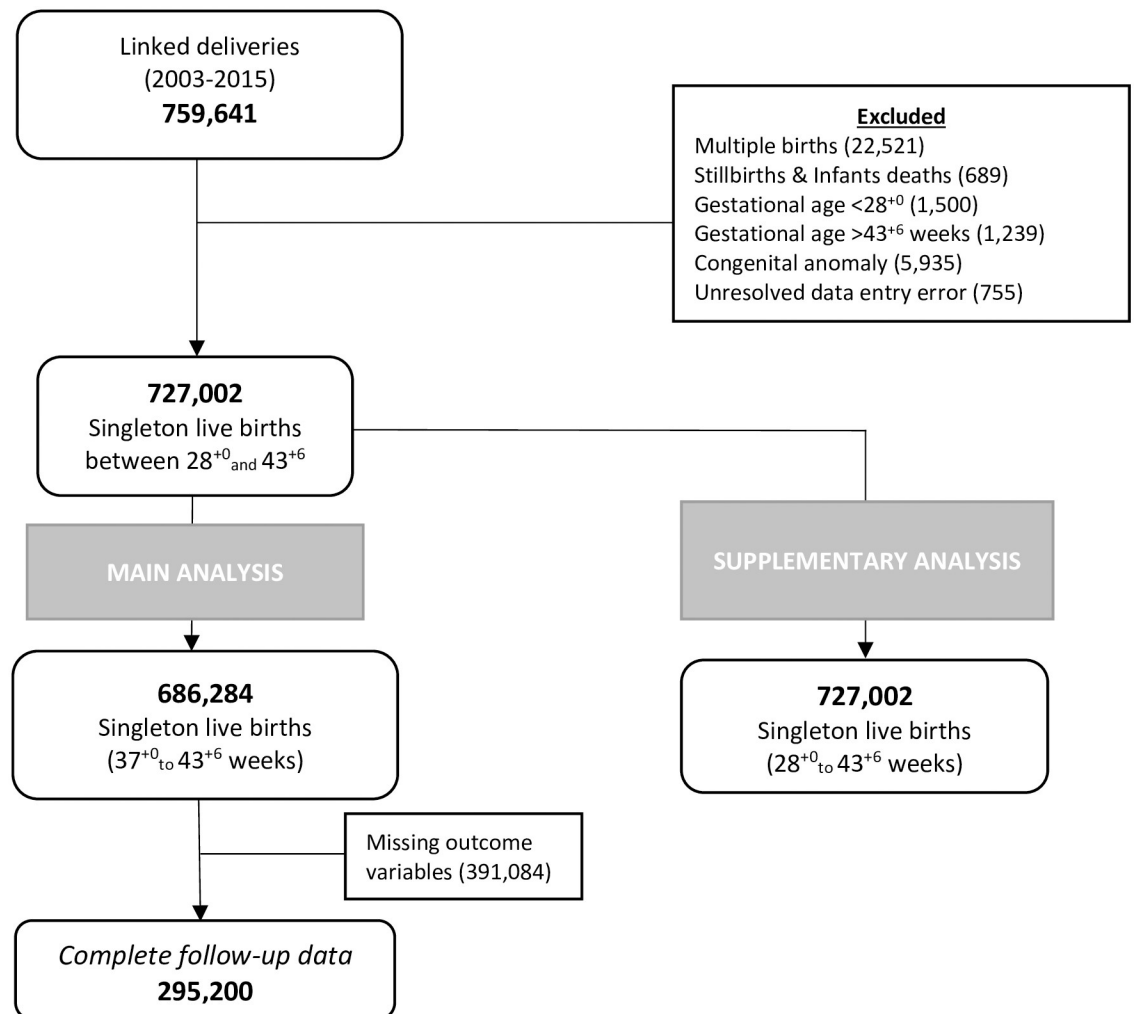 Linked deliveries
(2003-2015)
759,641
Excluded
Multiple births (22,521)
Stillbirths & Infants deaths (689)
Gestational age <28⁺⁰ (1,500)
Gestational age >43⁺⁶ weeks (1,239)
Congenital anomaly (5,935)
Unresolved data entry error (755)
727,002
Singleton live births
between 28⁺⁰ and 43⁺⁶
MAIN ANALYSIS
SUPPLEMENTARY ANALYSIS
686,284
Singleton live births
(37⁺⁰ to 43⁺⁶ weeks)
727,002
Singleton live births
(28⁺⁰ to 43⁺⁶ weeks)
Missing outcome
variables (391,084)
Complete follow-up data
295,200